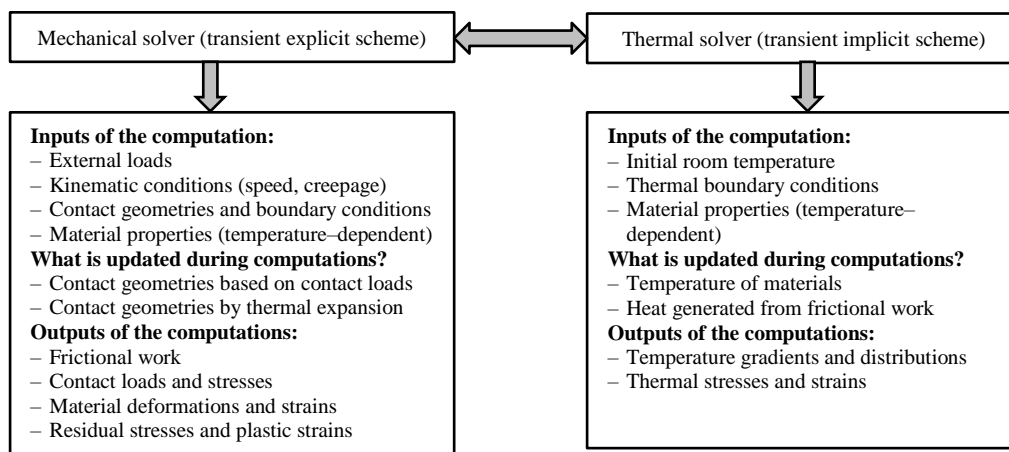 Mechanical solver (transient explicit scheme)
Thermal solver (transient implicit scheme)
Inputs of the computation:
– External loads
– Kinematic conditions (speed, creepage)
– Contact geometries and boundary conditions
– Material properties (temperature–dependent)
What is updated during computations?
– Contact geometries based on contact loads
– Contact geometries by thermal expansion
Outputs of the computations:
– Frictional work
– Contact loads and stresses
– Material deformations and strains
– Residual stresses and plastic strains
Inputs of the computation:
– Initial room temperature
– Thermal boundary conditions
– Material properties (temperature–
dependent)
What is updated during computations?
– Temperature of materials
– Heat generated from frictional work
Outputs of the computations:
– Temperature gradients and distributions
– Thermal stresses and strains